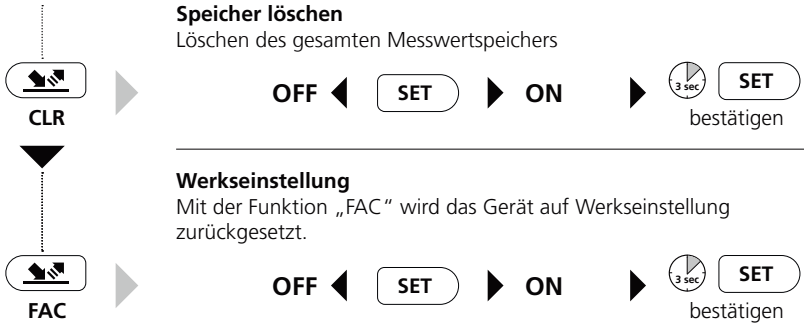 Speicher löschen
Löschen des gesamten Messwertspeichers
CLR
OFF SET ON 3 sec SET
bestätigen
Werkseinstellung
Mit der Funktion „FAC“ wird das Gerät auf Werkseinstellung
zurückgesetzt.
FAC
OFF SET ON 3 sec SET
bestätigen